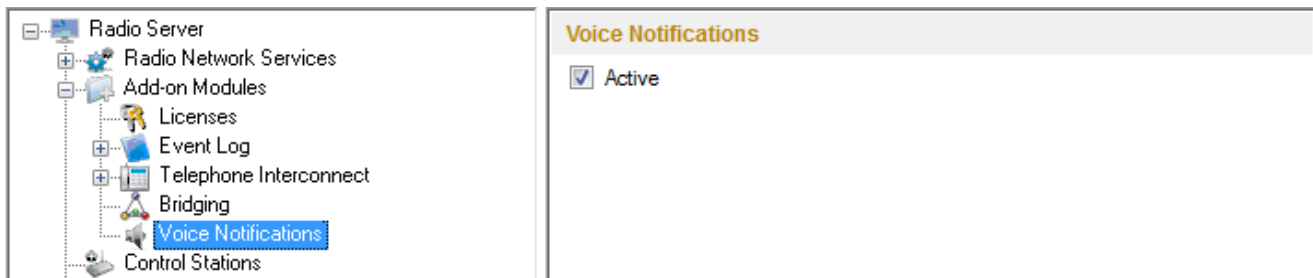 Radio Server
Radio Network Services
Add-on Modules
Licenses
Event Log
Telephone Interconnect
Bridging
Voice Notifications
Control Stations
Voice Notifications
Active